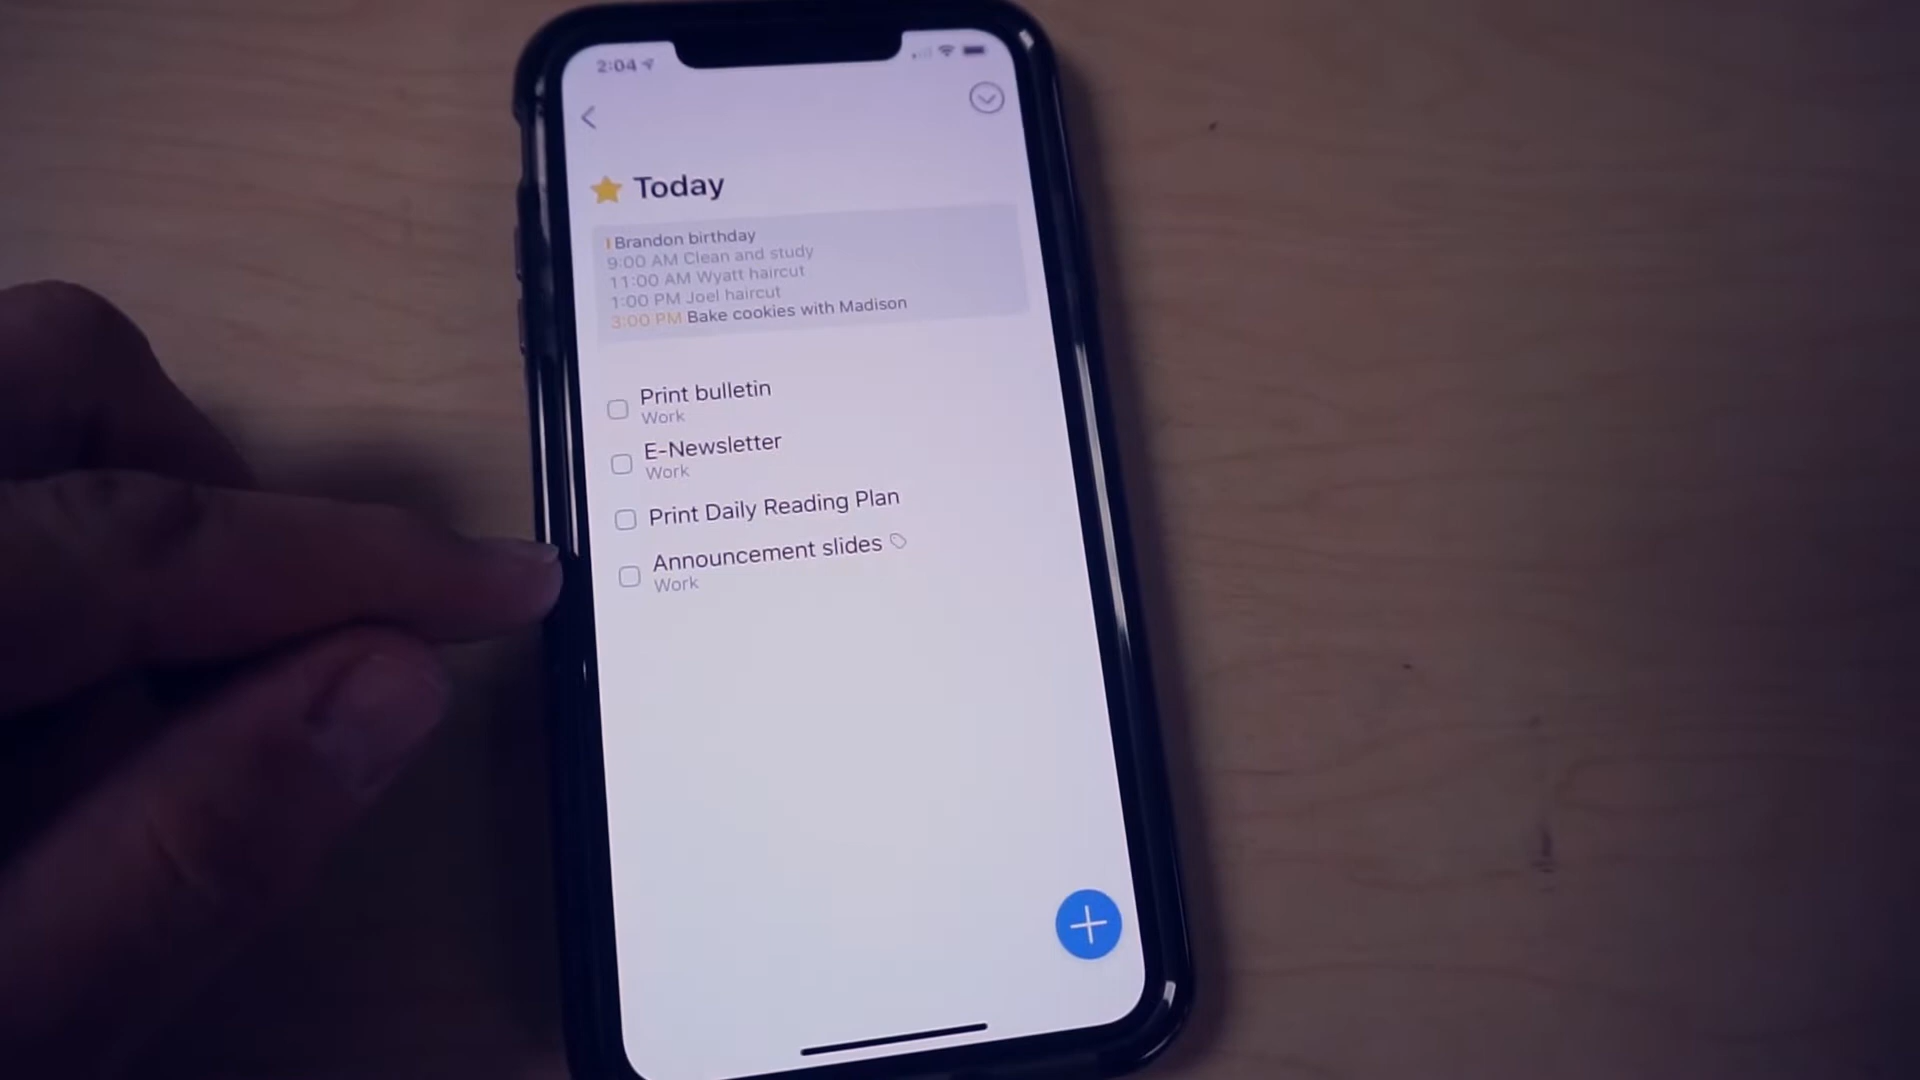 2:04
Today
Brandon birthday
9:00 AM Clean and study
11:00 AM Wyatt haircut
1:00 PM Joel haircut
3:00 PM Bake cookies with Madison
Print bulletin
Work
E-Newsletter
Work
Print Daily Reading Plan
Announcement slides
Work